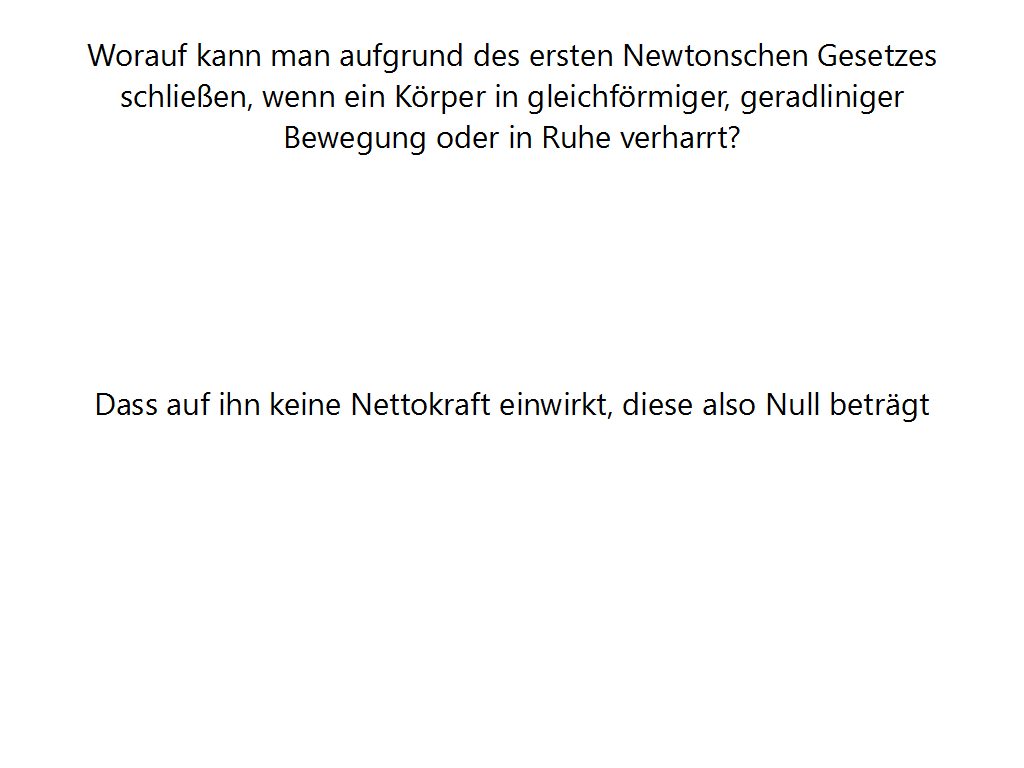 Worauf kann man aufgrund des ersten Newtonschen Gesetzes
schließen, wenn ein Körper in gleichförmiger, geradliniger
Bewegung oder in Ruhe verharrt?
Dass auf ihn keine Nettokraft einwirkt, diese also Null beträgt